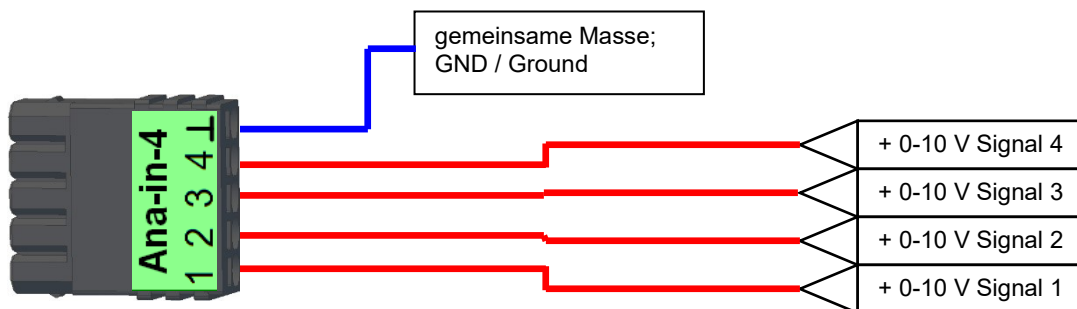 gemeinsame Masse;
GND / Ground
Ana-in-4
1 2 3 4 ⊥
+ 0-10 V Signal 4
+ 0-10 V Signal 3
+ 0-10 V Signal 2
+ 0-10 V Signal 1